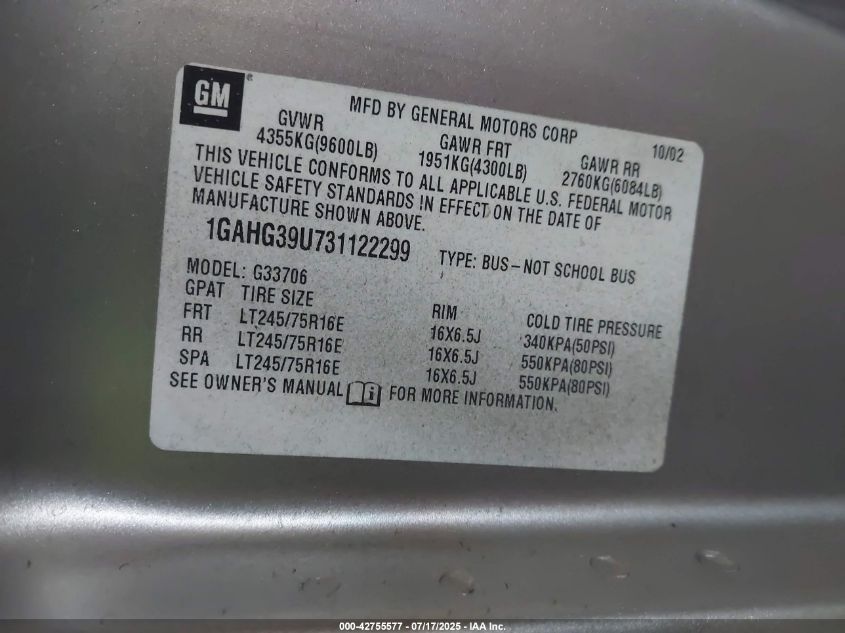 GM®
MFD BY GENERAL MOTORS CORP 10/02
GVWR GAWR FRT GAWR RR
4355KG(9600LB) 1951KG(4300LB) 2760KG(6084LB)
THIS VEHICLE CONFORMS TO ALL APPLICABLE U.S. FEDERAL MOTOR
VEHICLE SAFETY STANDARDS IN EFFECT ON THE DATE OF
MANUFACTURE SHOWN ABOVE.
1GAHG39U731122299 TYPE: BUS-NOT SCHOOL BUS
MODEL: G33706
GPAT TIRE SIZE RIM COLD TIRE PRESSURE
FRT LT245/75R16E 16X6.5J 340KPA(50PSI)
RR LT245/75R16E 16X6.5J 550KPA(80PSI)
SPA LT245/75R16E 16X6.5J 550KPA(80PSI)
SEE OWNER'S MANUAL i FOR MORE INFORMATION.
000-42755577 - 07/17/2025 - IAA Inc.